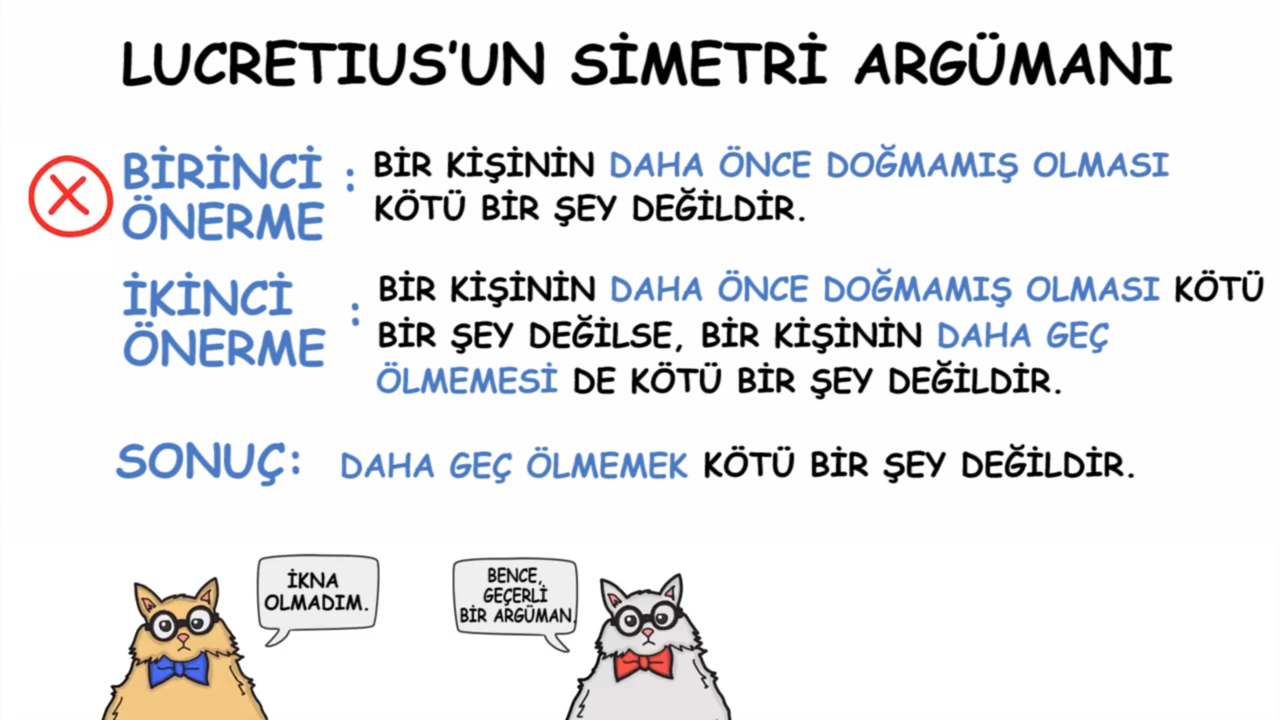 LUCRETIUS'UN SİMETRİ ARGÜMANI
BİRİNCİ ÖNERME : BİR KİŞİNİN DAHA ÖNCE DOĞMAMIŞ OLMASI
KÖTÜ BİR ŞEY DEĞİLDİR.
İKİNCİ ÖNERME : BİR KİŞİNİN DAHA ÖNCE DOĞMAMIŞ OLMASI KÖTÜ
BİR ŞEY DEĞİLSE, BİR KİŞİNİN DAHA GEÇ
ÖLMEMESİ DE KÖTÜ BİR ŞEY DEĞİLDİR.
SONUÇ: DAHA GEÇ ÖLMEMEK KÖTÜ BİR ŞEY DEĞİLDİR.
İKNA
OLMADIM.
BENCE,
GEÇERLİ
BİR ARGÜMAN.